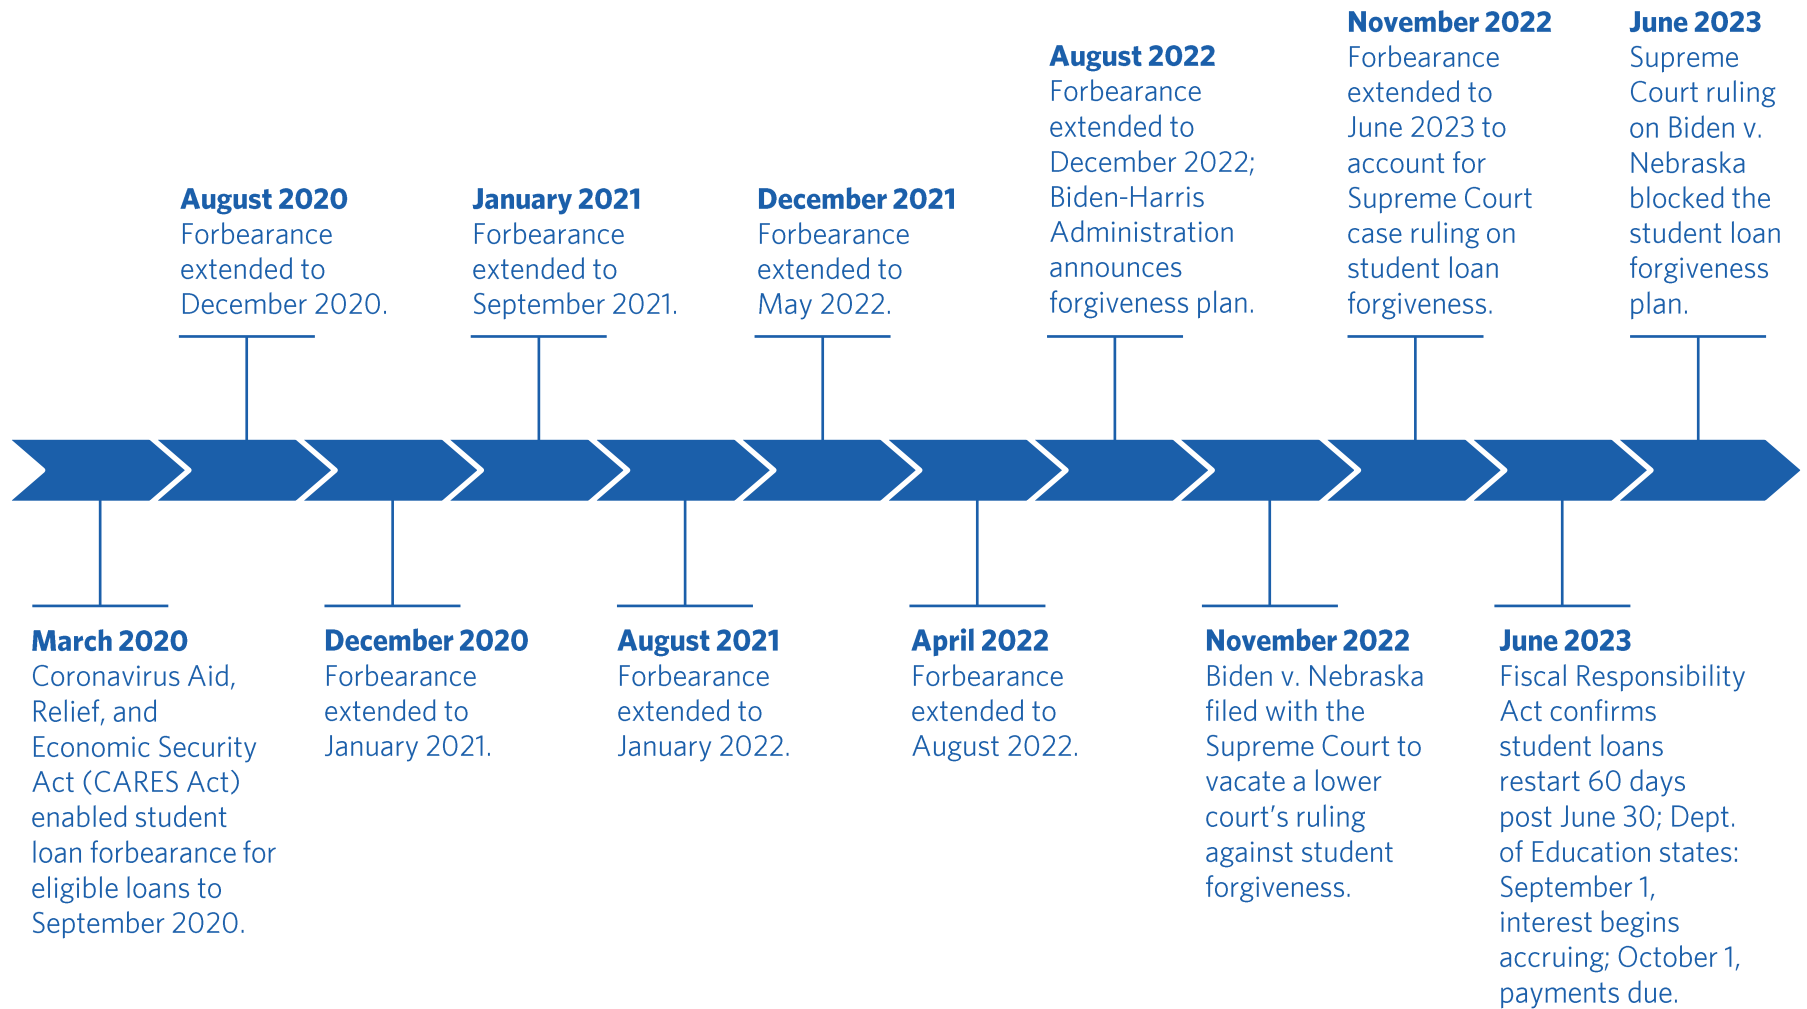 March 2020
Coronavirus Aid,
Relief, and
Economic Security
Act (CARES Act)
enabled student
loan forbearance for
eligible loans to
September 2020.
August 2020
Forbearance
extended to
December 2020.
December 2020
Forbearance
extended to
January 2021.
January 2021
Forbearance
extended to
September 2021.
August 2021
Forbearance
extended to
January 2022.
December 2021
Forbearance
extended to
May 2022.
April 2022
Forbearance
extended to
August 2022.
August 2022
Forbearance
extended to
December 2022;
Biden-Harris
Administration
announces
forgiveness plan.
November 2022
Biden v. Nebraska
filed with the
Supreme Court to
vacate a lower
court’s ruling
against student
forgiveness.
November 2022
Forbearance
extended to
June 2023 to
account for
Supreme Court
case ruling on
student loan
forgiveness.
June 2023
Fiscal Responsibility
Act confirms
student loans
restart 60 days
post June 30; Dept.
of Education states:
September 1,
interest begins
accruing; October 1,
payments due.
June 2023
Supreme
Court ruling
on Biden v.
Nebraska
blocked the
student loan
forgiveness
plan.